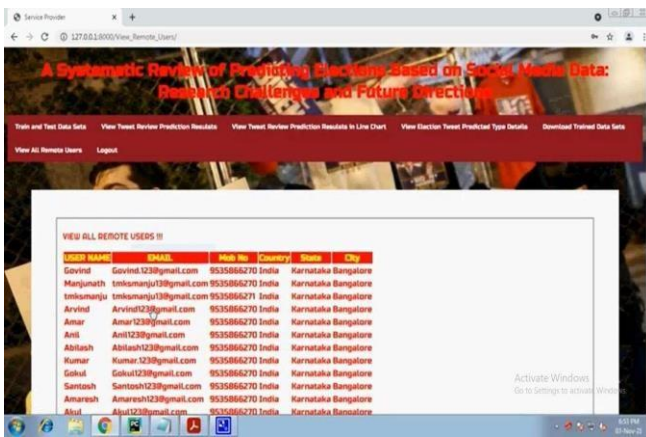 Service Provider
127.0.0.1:8000/View_Remote_Users/
A Systematic Review of Predicting Elections Based on Social Media Data:
Research Challenges and Future Directions
Train and Test Data Sets View Tweet Review Prediction Results View Tweet Review Prediction Results In Line Chart View Election Tweet Predicted Type Details Download Trained Data Sets
View All Remote Users Logout
VIEW ALL REMOTE USERS !!!
USER NAME EMAIL Mob No Country State City
Govind Govind.123@gmail.com 9535866270 India Karnataka Bangalore
Manjunath tmksmanju13@gmail.com 9535866270 India Karnataka Bangalore
tmksmanju tmksmanju13@gmail.com 9535866271 India Karnataka Bangalore
Arvind Arvind123@gmail.com 9535866270 India Karnataka Bangalore
Amar Amar123@gmail.com 9535866270 India Karnataka Bangalore
Anil Anil123@gmail.com 9535866270 India Karnataka Bangalore
Abilash Abilash123@gmail.com 9535866270 India Karnataka Bangalore
Kumar Kumar.123@gmail.com 9535866270 India Karnataka Bangalore
Gokul Gokul123@gmail.com 9535866270 India Karnataka Bangalore
Santosh Santosh123@gmail.com 9535866270 India Karnataka Bangalore
Amaresh Amaresh123@gmail.com 9535866270 India Karnataka Bangalore
Akul Akul123@gmail.com 9535866270 India Karnataka Bangalore
Activate Windows
Go to Settings to activate Windows
PC
5:51 PM